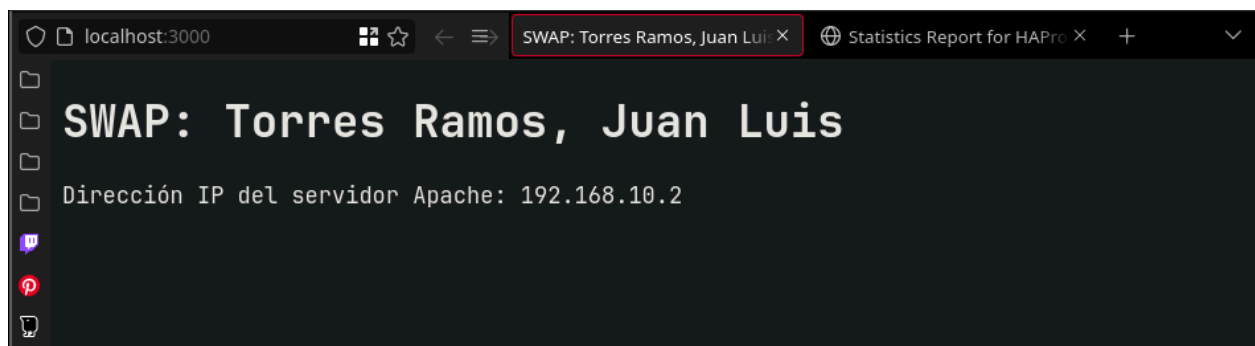 localhost:3000
SWAP: Torres Ramos, Juan Luis
Statistics Report for HAPro
SWAP: Torres Ramos, Juan Luis
Dirección IP del servidor Apache: 192.168.10.2